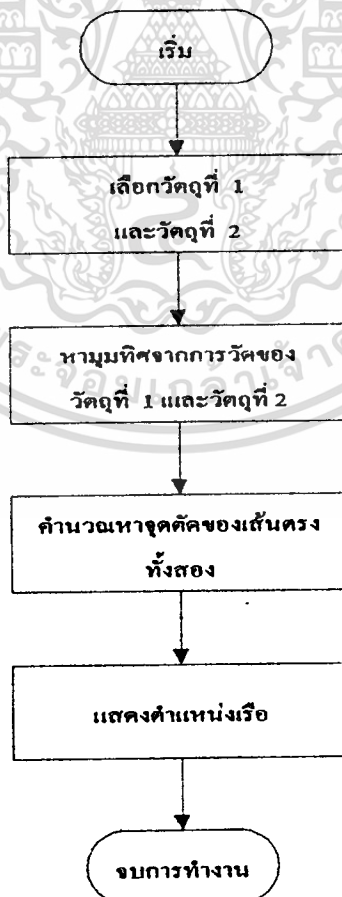 เริ่ม
เลือกวัตถุที่ 1
และวัตถุที่ 2
หามุมทิศจากการวัดของ
วัตถุที่ 1 และวัตถุที่ 2
คำนวณหาจุดตัดของเส้นตรง
ทั้งสอง
แสดงตำแหน่งเรือ
จบการทำงาน